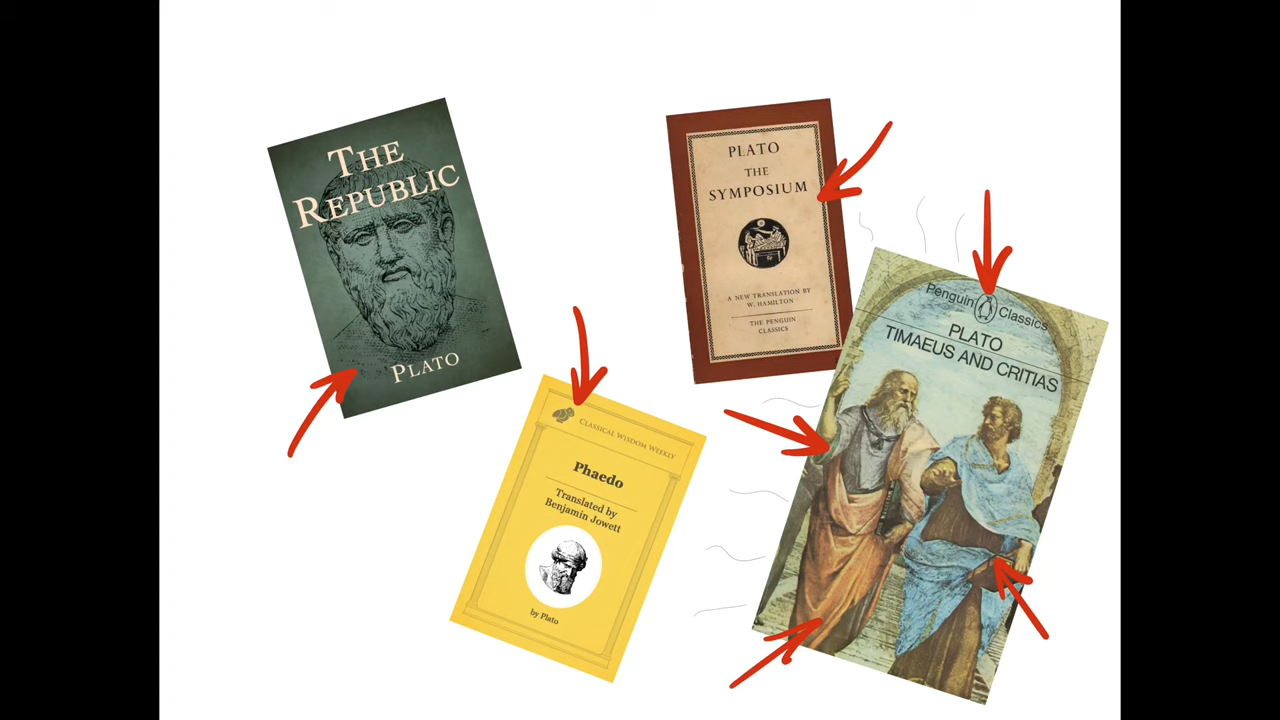 THE
REPUBLIC
PLATO
PLATO
THE
SYMPOSIUM
A NEW TRANSLATION BY
W. HAMILTON
THE PENGUIN
CLASSICS
CLASSICAL WISDOM WEEKLY
Phaedo
Translated by
Benjamin Jowett
by Plato
Penguin Classics
PLATO
TIMAEUS AND CRITIAS